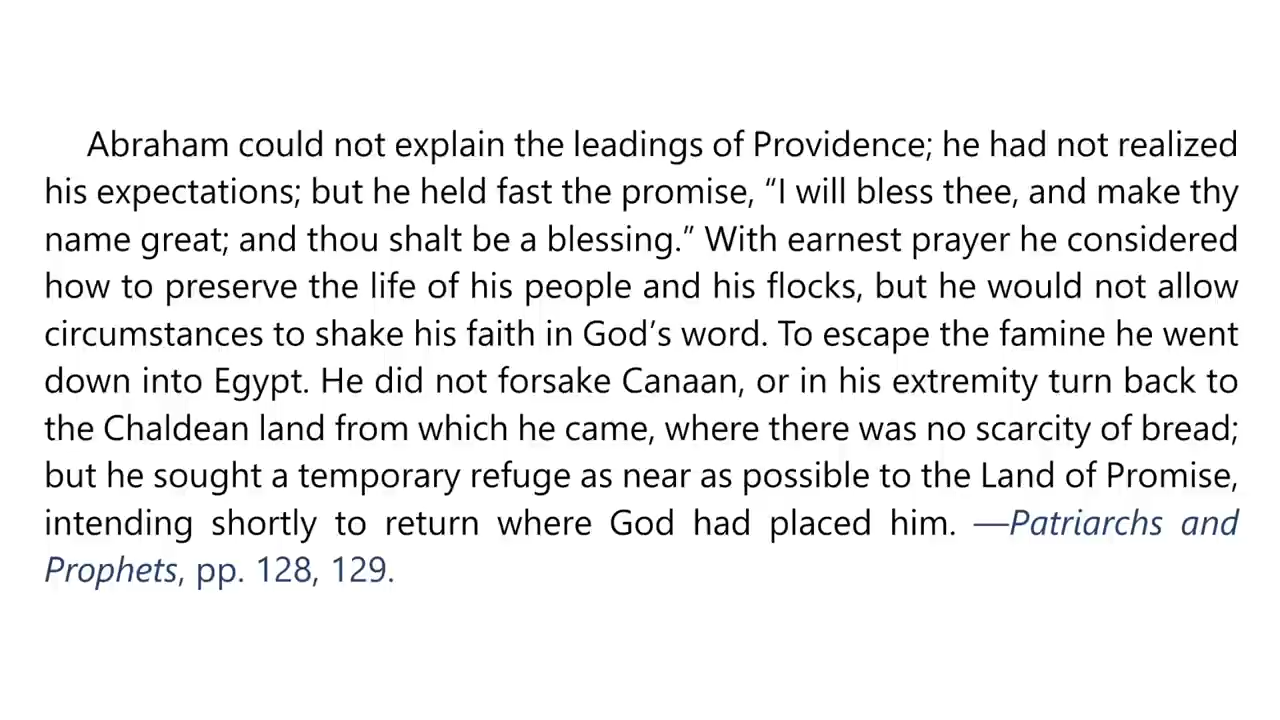 Abraham could not explain the leadings of Providence; he had not realized
his expectations; but he held fast the promise, “I will bless thee, and make thy
name great; and thou shalt be a blessing.” With earnest prayer he considered
how to preserve the life of his people and his flocks, but he would not allow
circumstances to shake his faith in God’s word. To escape the famine he went
down into Egypt. He did not forsake Canaan, or in his extremity turn back to
the Chaldean land from which he came, where there was no scarcity of bread;
but he sought a temporary refuge as near as possible to the Land of Promise,
intending shortly to return where God had placed him. —Patriarchs and
Prophets, pp. 128, 129.